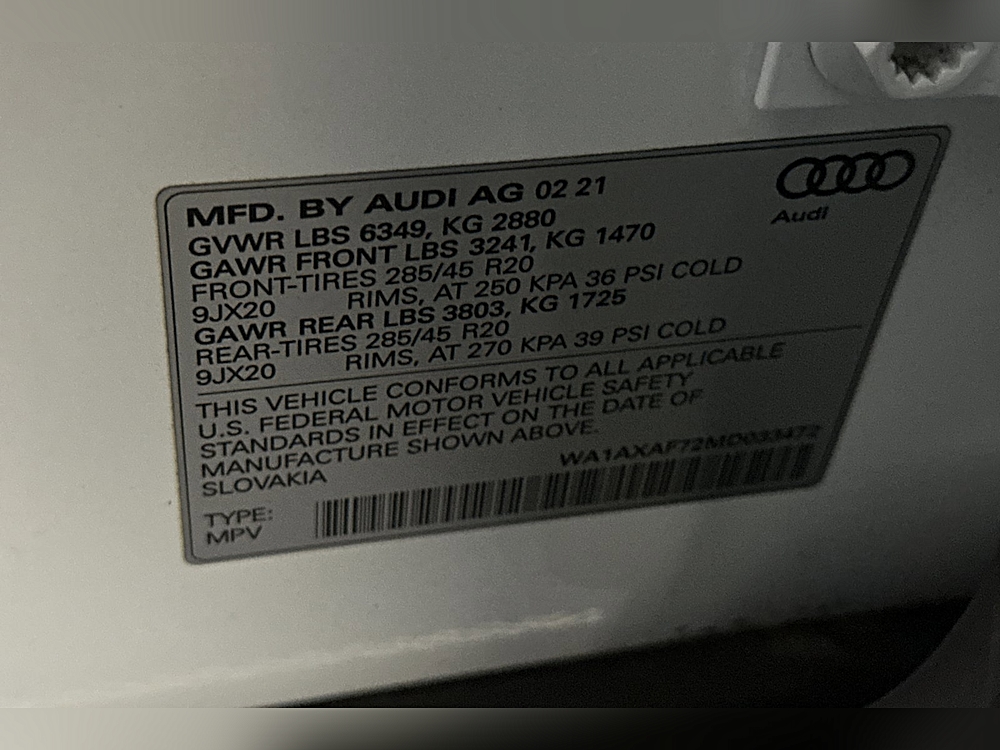 MFD. BY AUDI AG 02 21
Audi
GVWR LBS 6349, KG 2880
GAWR FRONT LBS 3241, KG 1470
FRONT-TIRES 285/45 R20
9JX20 RIMS, AT 250 KPA 36 PSI COLD
GAWR REAR LBS 3803, KG 1725
REAR-TIRES 285/45 R20
9JX20 RIMS, AT 270 KPA 39 PSI COLD
THIS VEHICLE CONFORMS TO ALL APPLICABLE
U.S. FEDERAL MOTOR VEHICLE SAFETY
STANDARDS IN EFFECT ON THE DATE OF
MANUFACTURE SHOWN ABOVE.
SLOVAKIA
WA1AXAF72MD033472
TYPE:
MPV